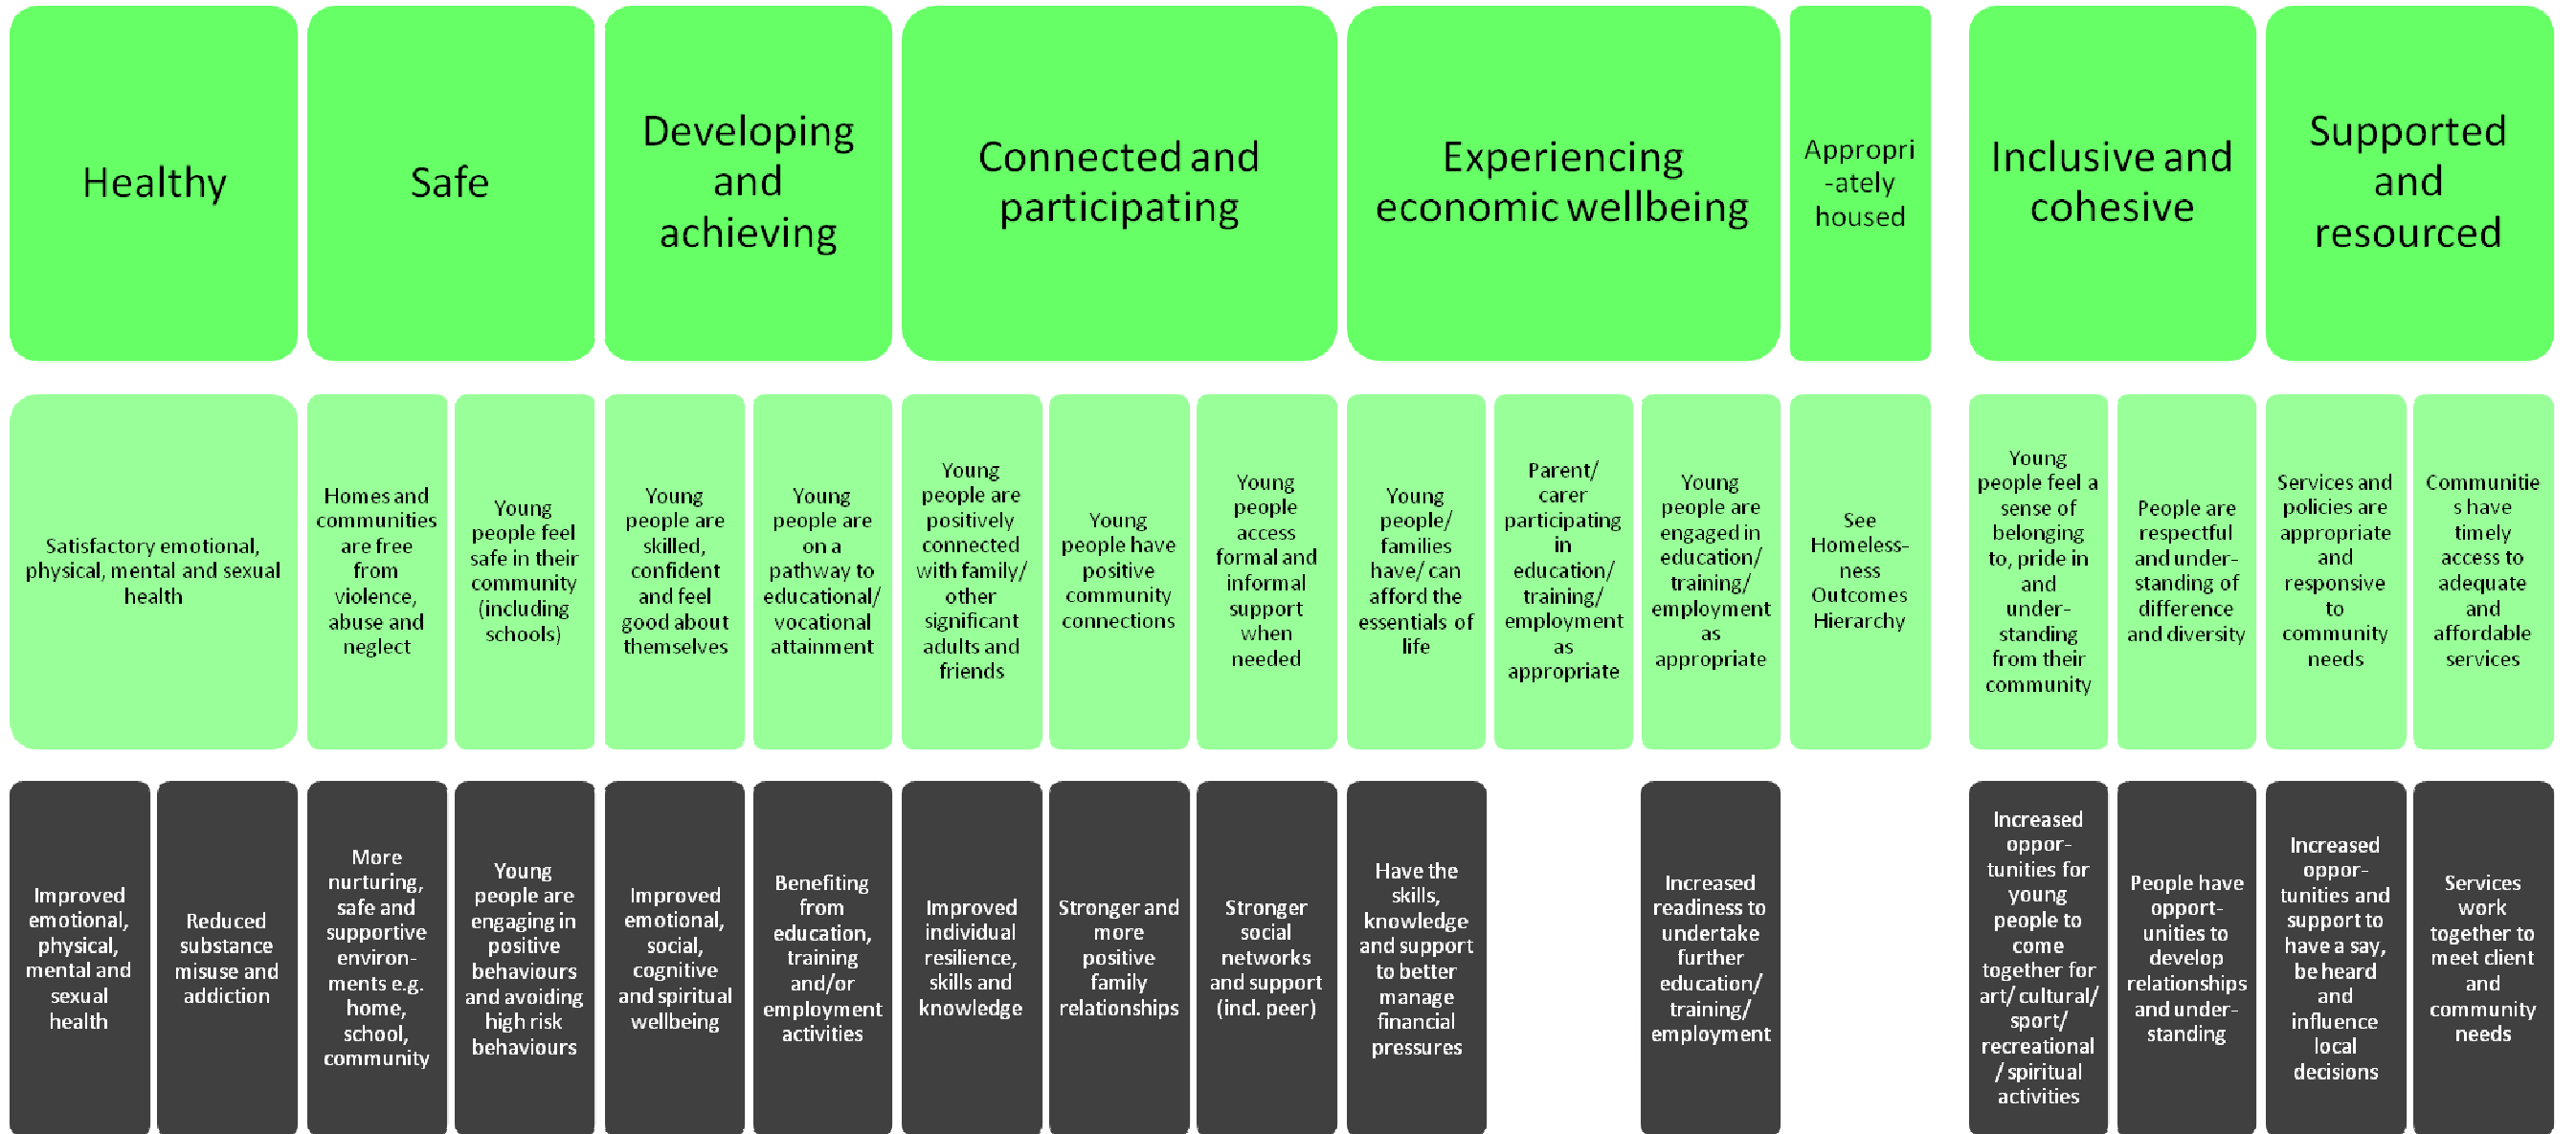 Healthy
Safe
Developing
and
achieving
Connected and
participating
Experiencing
economic wellbeing
Appropri
-ately
housed
Inclusive and
cohesive
Supported
and
resourced
Satisfactory emotional,
physical, mental and sexual
health
Homes and
communities
are free
from
violence,
abuse and
neglect
Young
people feel
safe in their
community
(including
schools)
Young
people are
skilled,
confident
and feel
good about
themselves
Young
people are
on a
pathway to
educational/
vocational
attainment
Young
people are
positively
connected
with family/
other
significant
adults and
friends
Young
people have
positive
community
connections
Young
people
access
formal and
informal
support
when
needed
Young
people/
families
have/ can
afford the
essentials of
life
Parent/
carer
participating
in
education/
training/
employment
as
appropriate
Young
people are
engaged in
education/
training/
employment
as
appropriate
See
Homeless-
ness
Outcomes
Hierarchy
Young
people feel a
sense of
belonging
to, pride in
and
under-
standing
from their
community
People are
respectful
and under-
standing of
difference
and diversity
Services and
policies are
appropriate
and
responsive
to
community
needs
Communitie
s have
timely
access to
adequate
and
affordable
services
Improved
emotional,
physical,
mental and
sexual
health
Reduced
substance
misuse and
addiction
More
nurturing,
safe and
supportive
environ-
ments e.g.
home,
school,
community
Young
people are
engaging in
positive
behaviours
and avoiding
high risk
behaviours
Improved
emotional,
social,
cognitive
and spiritual
wellbeing
Benefiting
from
education,
training
and/or
employment
activities
Improved
individual
resilience,
skills and
knowledge
Stronger and
more
positive
family
relationships
Stronger
social
networks
and support
(incl. peer)
Have the
skills,
knowledge
and support
to better
manage
financial
pressures
Increased
readiness to
undertake
further
education/
training/
employment
Increased
oppor-
tunities for
young
people to
come
together for
art/ cultural/
sport/
recreational
/ spiritual
activities
People have
opport-
unities to
develop
relationships
and under-
standing
Increased
oppor-
tunities and
support to
have a say,
be heard
and
influence
local
decisions
Services
work
together to
meet client
and
community
needs